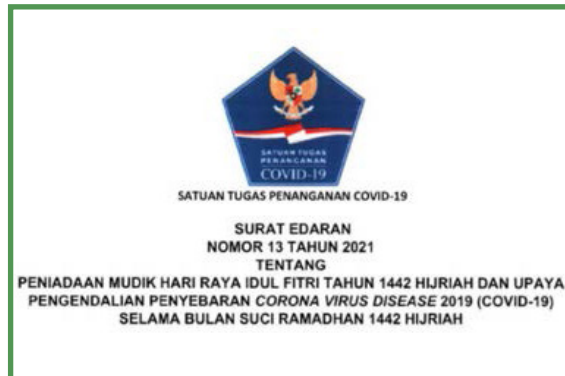 SATUAN TUGAS
PENANGANAN
COVID-19
SATUAN TUGAS PENANGANAN COVID-19
SURAT EDARAN
NOMOR 13 TAHUN 2021
TENTANG
PENIADAAN MUDIK HARI RAYA IDUL FITRI TAHUN 1442 HIJRIAH DAN UPAYA
PENGENDALIAN PENYEBARAN CORONA VIRUS DISEASE 2019 (COVID-19)
SELAMA BULAN SUCI RAMADHAN 1442 HIJRIAH